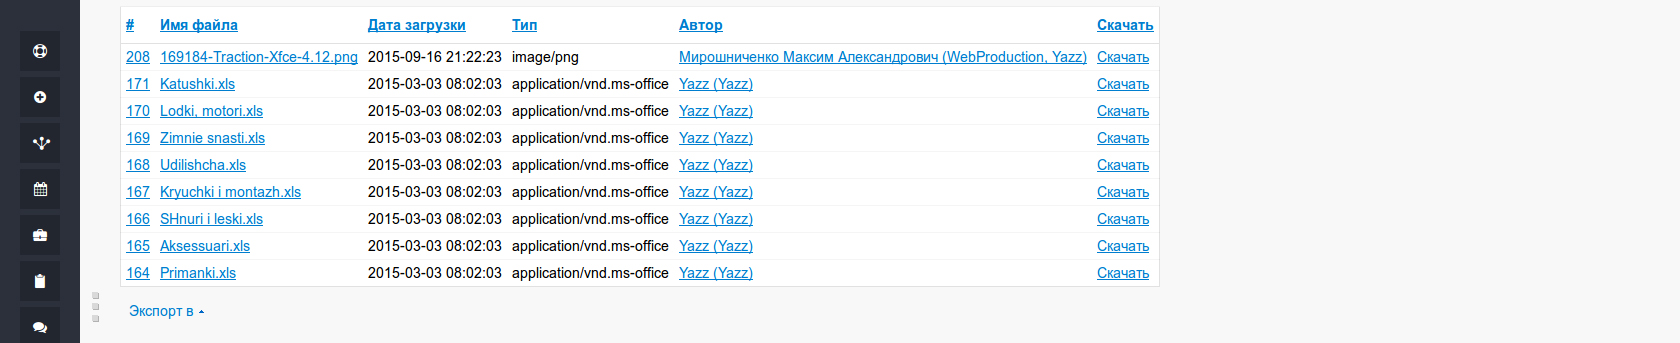 # Имя файла Дата загрузки Тип Автор Скачать
208 169184-Traction-Xfce-4.12.png 2015-09-16 21:22:23 image/png Мирошниченко Максим Александрович (WebProduction, Yazz) Скачать
171 Katushki.xls 2015-03-03 08:02:03 application/vnd.ms-office Yazz (Yazz) Скачать
170 Lodki, motori.xls 2015-03-03 08:02:03 application/vnd.ms-office Yazz (Yazz) Скачать
169 Zimnie snasti.xls 2015-03-03 08:02:03 application/vnd.ms-office Yazz (Yazz) Скачать
168 Udilishcha.xls 2015-03-03 08:02:03 application/vnd.ms-office Yazz (Yazz) Скачать
167 Kryuchki i montazh.xls 2015-03-03 08:02:03 application/vnd.ms-office Yazz (Yazz) Скачать
166 SHnuri i leski.xls 2015-03-03 08:02:03 application/vnd.ms-office Yazz (Yazz) Скачать
165 Aksessuari.xls 2015-03-03 08:02:03 application/vnd.ms-office Yazz (Yazz) Скачать
164 Primanki.xls 2015-03-03 08:02:03 application/vnd.ms-office Yazz (Yazz) Скачать
Экспорт в